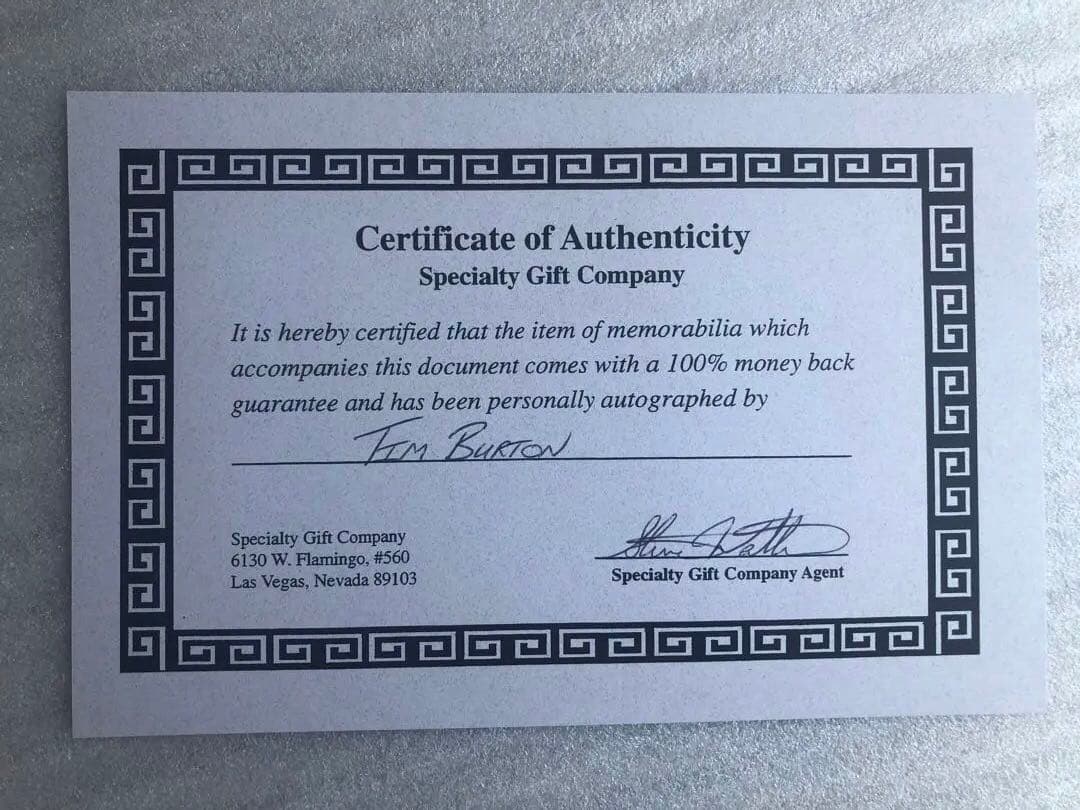 Certificate of Authenticity
Specialty Gift Company
It is hereby certified that the item of memorabilia which
accompanies this document comes with a 100% money back
guarantee and has been personally autographed by
TIM BURTON
Specialty Gift Company
6130 W. Flamingo, #560
Las Vegas, Nevada 89103
Specialty Gift Company Agent